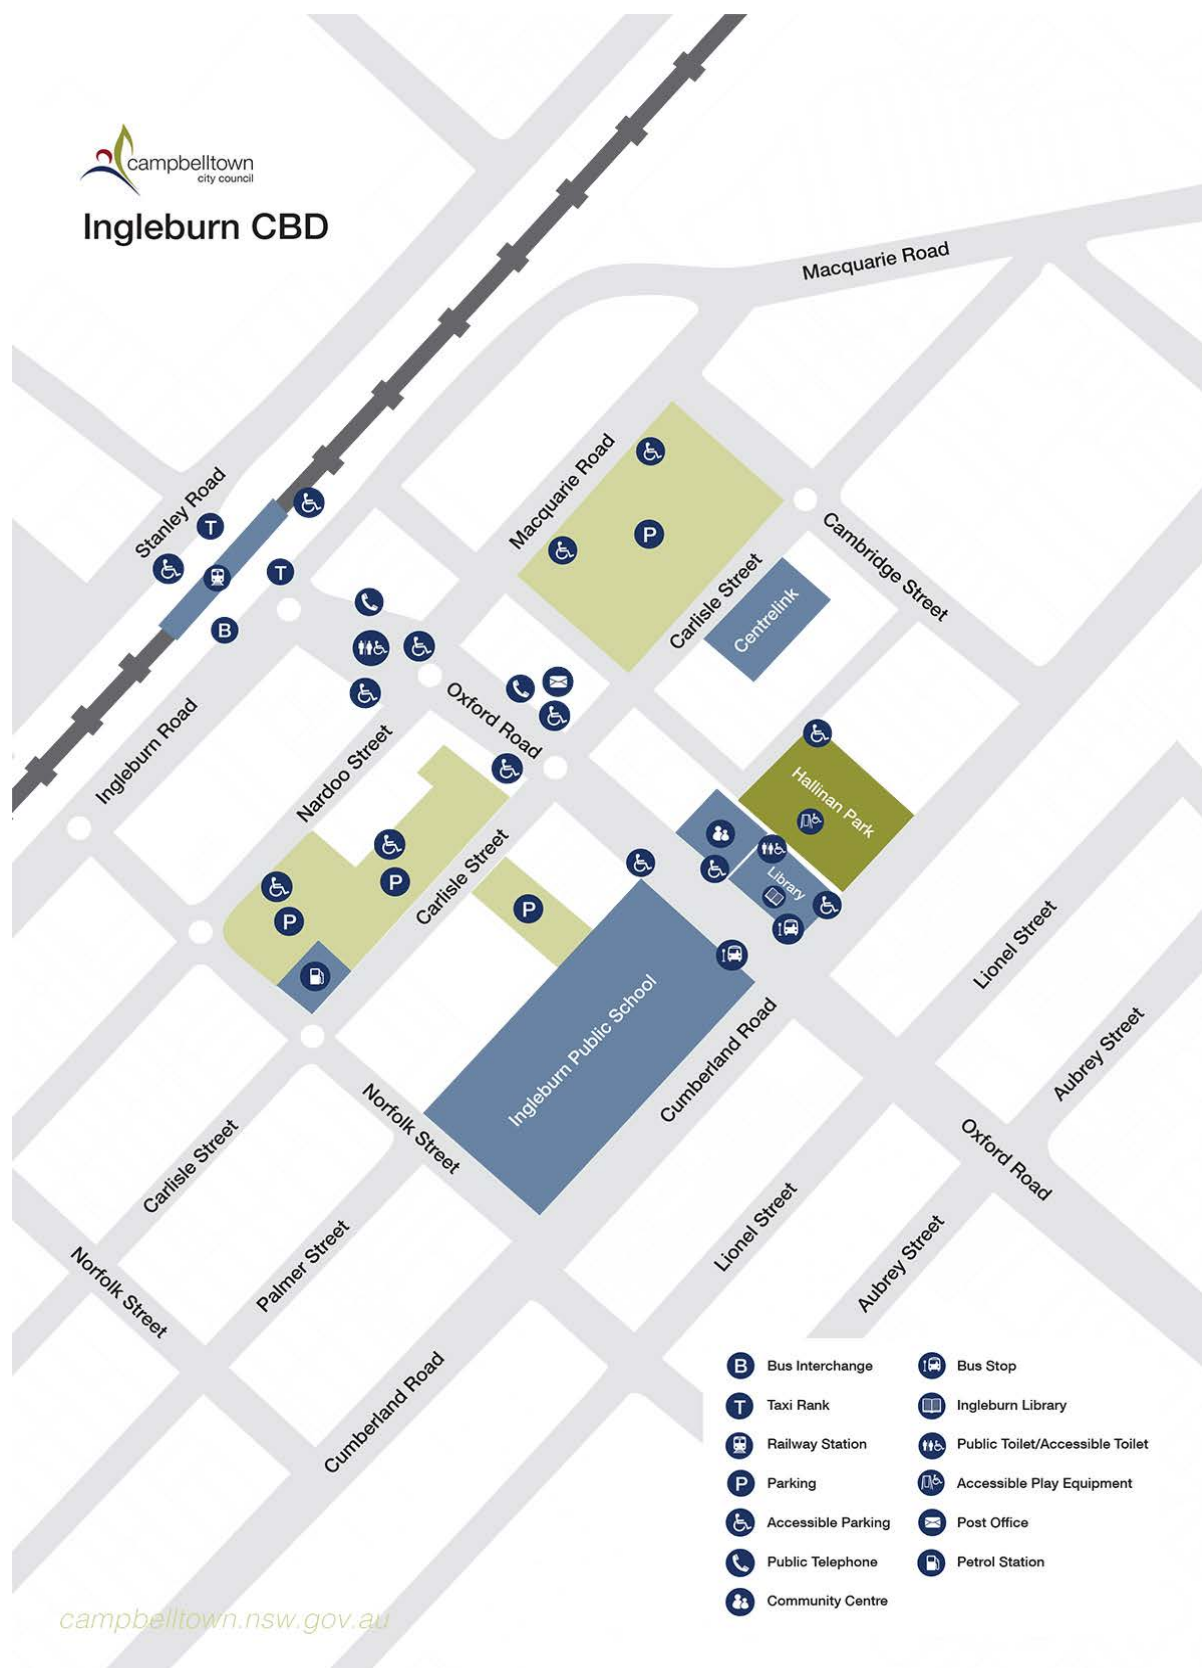 campbelltown
city council
Ingleburn CBD
Macquarie Road
Stanley Road
T
T
B
Macquarie Road
P
Cambridge Street
Carlisle Street
Centrelink
Oxford Road
Ingleburn Road
Nardoo Street
Hallinan Park
Library
P
P
Carlisle Street
P
Lionel Street
Ingleburn Public School
Cumberland Road
Aubrey Street
Norfolk Street
Carlisle Street
Oxford Road
Palmer Street
Lionel Street
Aubrey Street
Norfolk Street
Cumberland Road
B Bus Interchange
T Taxi Rank
Railway Station
P Parking
Accessible Parking
Public Telephone
Community Centre
Bus Stop
Ingleburn Library
Public Toilet/Accessible Toilet
Accessible Play Equipment
Post Office
Petrol Station
campbelltown.nsw.gov.au